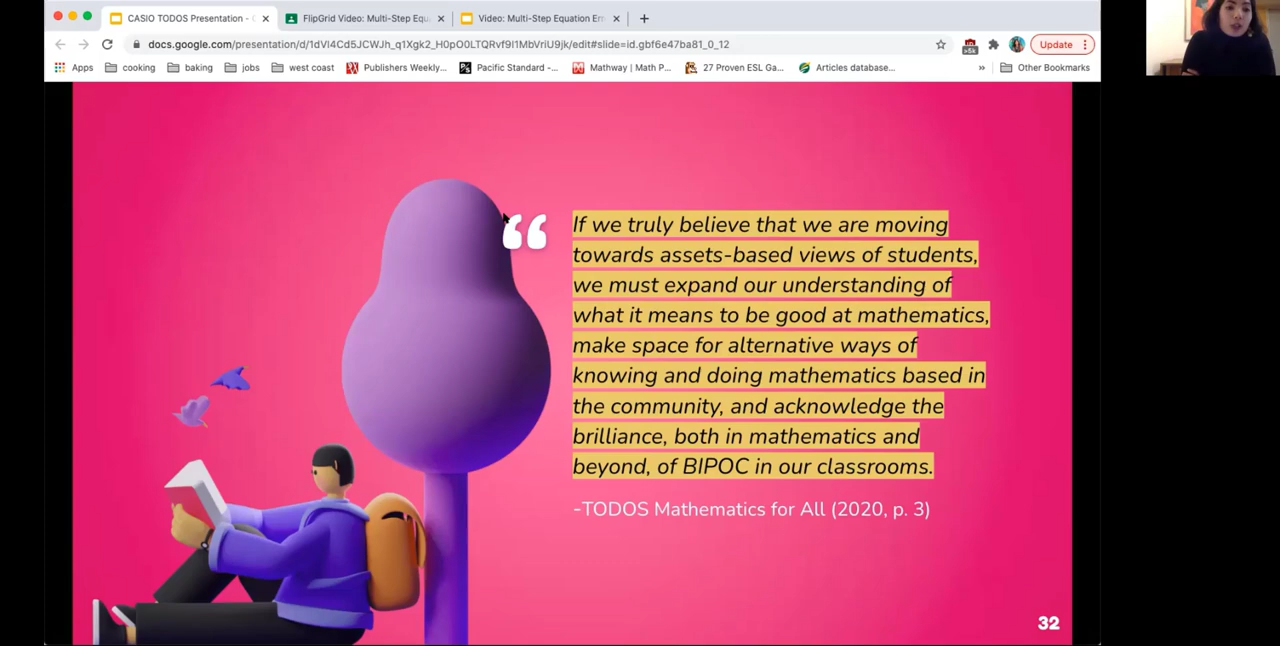 CASIO TODOS Presentation - 
FlipGrid Video: Multi-Step Equ
Video: Multi-Step Equation Err
docs.google.com/presentation/d/1dVl4Cd5JCWJh_q1Xgk2_H0pO0LTQRvf9I1MbVriU9jk/edit#slide=id.gbf6e47ba81_0_12
Update
Apps cooking baking jobs west coast Publishers Weekly... Pacific Standard -... Mathway | Math P... 27 Proven ESL Ga... Articles database... » Other Bookmarks
“
If we truly believe that we are moving
towards assets-based views of students,
we must expand our understanding of
what it means to be good at mathematics,
make space for alternative ways of
knowing and doing mathematics based in
the community, and acknowledge the
brilliance, both in mathematics and
beyond, of BIPOC in our classrooms.
-TODOS Mathematics for All (2020, p. 3)
32